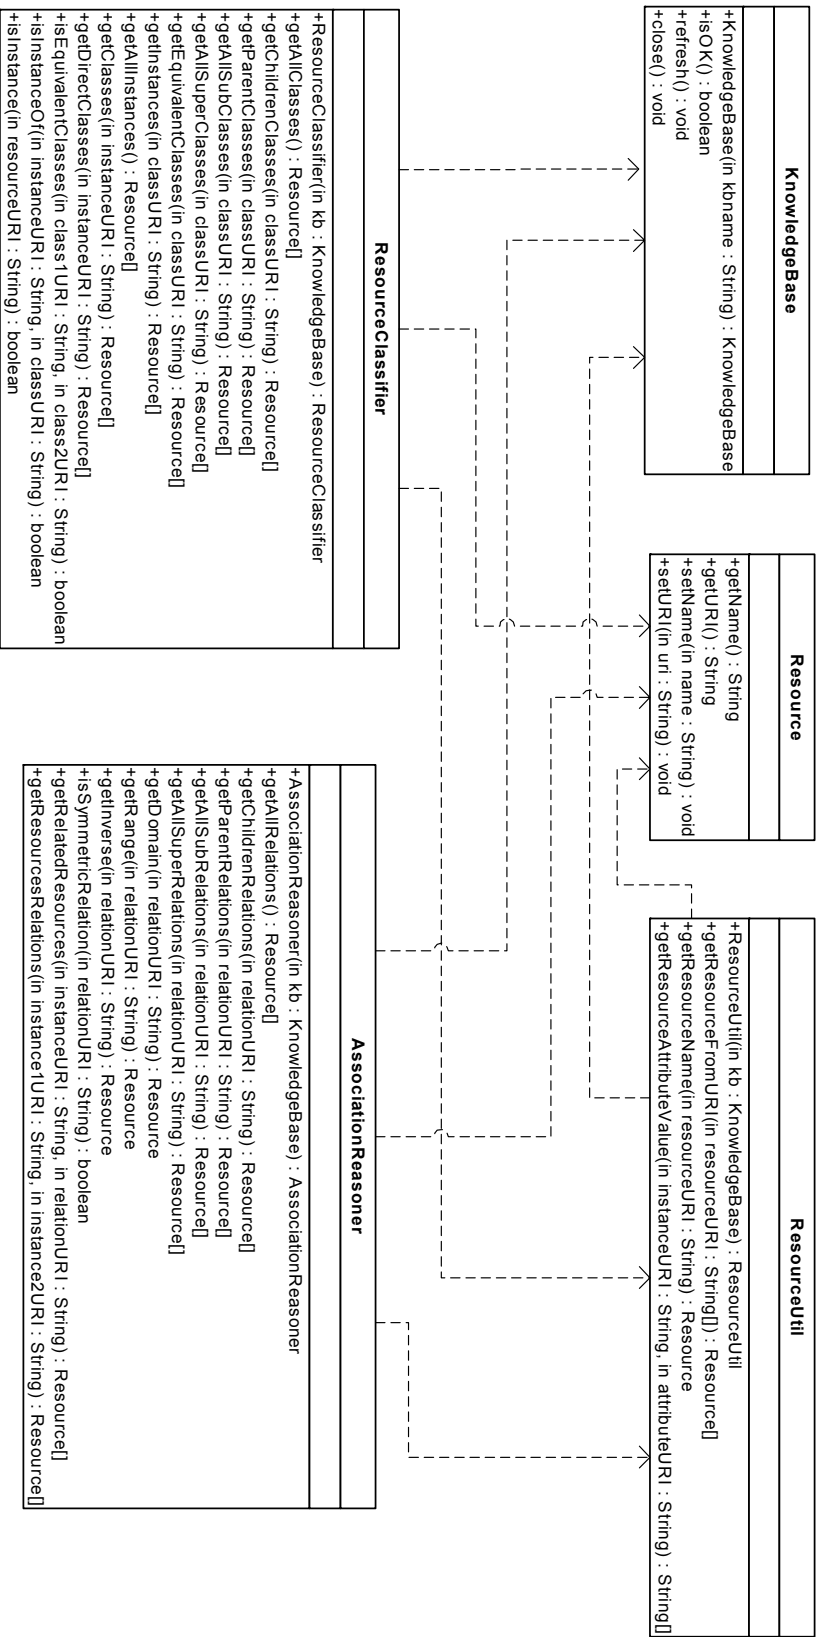 KnowledgeBase
+KnowledgeBase(in kbname : String) : KnowledgeBase
+isOK() : boolean
+refresh() : void
+close() : void
Resource
+getName() : String
+getURI() : String
+setName(in name : String) : void
+setURI(in uri : String) : void
ResourceUtil
+ResourceUtil(in kb : KnowledgeBase) : ResourceUtil
+getResourceFromURI(in resourceURI : String[]) : Resource[]
+getResourceName(in resourceURI : String) : Resource
+getResourceAttributeValue(in instanceURI : String, in attributeURI : String) : String[]
ResourceClassifier
+ResourceClassifier(in kb : KnowledgeBase) : ResourceClassifier
+getAllClasses() : Resource[]
+getChildrenClasses(in classURI : String) : Resource[]
+getParentClasses(in classURI : String) : Resource[]
+getAllSubClasses(in classURI : String) : Resource[]
+getAllSuperClasses(in classURI : String) : Resource[]
+getEquivalentClasses(in classURI : String) : Resource[]
+getInstances(in classURI : String) : Resource[]
+getAllInstances() : Resource[]
+getClasses(in instanceURI : String) : Resource[]
+getDirectClasses(in instanceURI : String) : Resource[]
+isEquivalentClasses(in class1URI : String, in class2URI : String) : boolean
+isInstanceOf(in instanceURI : String, in classURI : String) : boolean
+isInstance(in resourceURI : String) : boolean
AssociationReasoner
+AssociationReasoner(in kb : KnowledgeBase) : AssociationReasoner
+getAllRelations() : Resource[]
+getChildrenRelations(in relationURI : String) : Resource[]
+getParentRelations(in relationURI : String) : Resource[]
+getAllSubRelations(in relationURI : String) : Resource[]
+getAllSuperRelations(in relationURI : String) : Resource[]
+getDomain(in relationURI : String) : Resource
+getRange(in relationURI : String) : Resource
+getInverse(in relationURI : String) : Resource
+isSymmetricRelation(in relationURI : String) : boolean
+getRelatedResources(in instanceURI : String, in relationURI : String) : Resource[]
+getResourcesRelations(in instance1URI : String, in instance2URI : String) : Resource[]